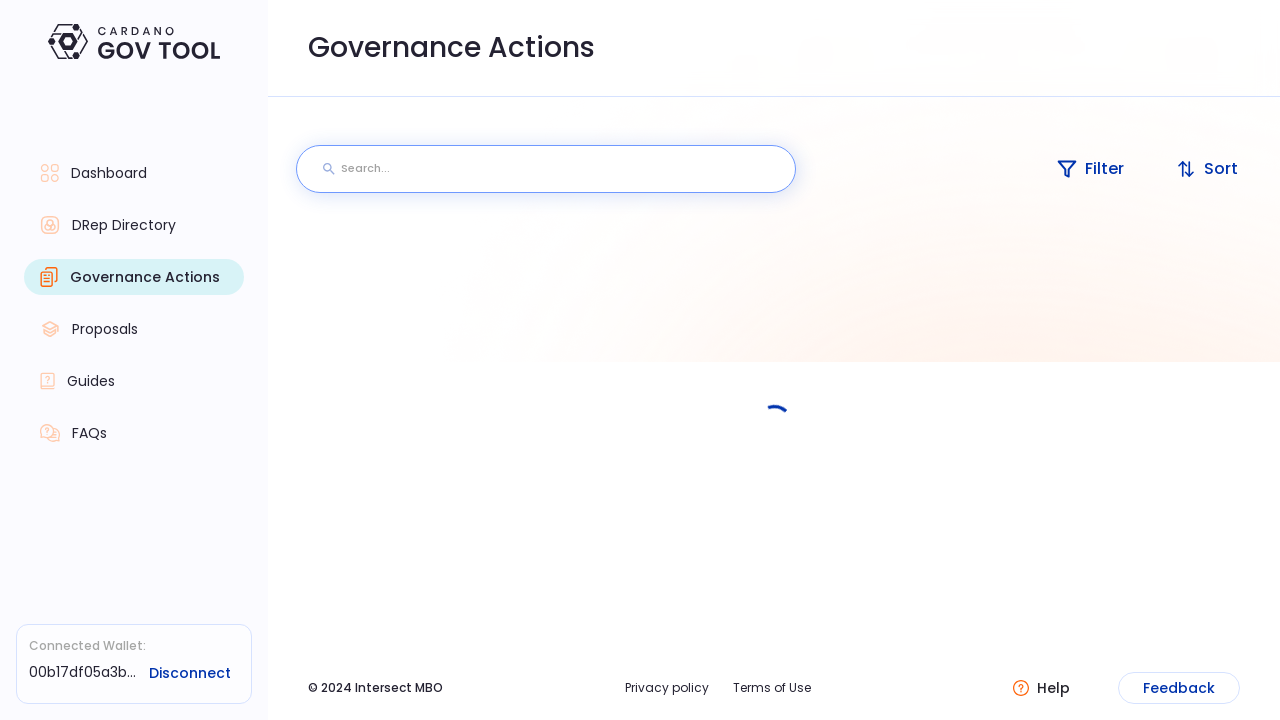 CARDANO
GOV TOOL
Governance Actions
Search...
Filter
Sort
Dashboard
DRep Directory
Governance Actions
Proposals
Guides
FAQs
Connected Wallet:
00b17df05a3b...
Disconnect
© 2024 Intersect MBO
Privacy policy
Terms of Use
Help
Feedback